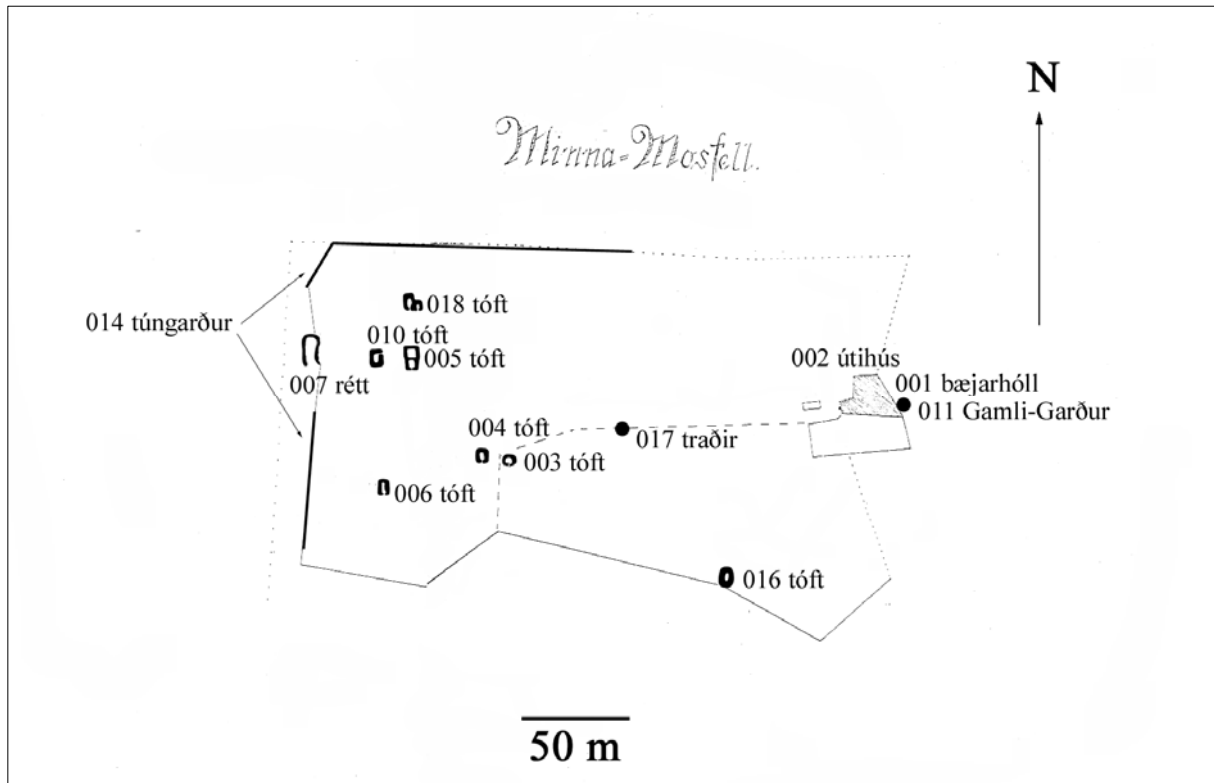 N
Minna=Mosfell.
018 tóft
014 túngarður
010 tóft
005 tóft
002 útihús
007 rétt
001 bæjarhóll
011 Gamli-Garður
004 tóft
017 traðir
003 tóft
006 tóft
016 tóft
50 m